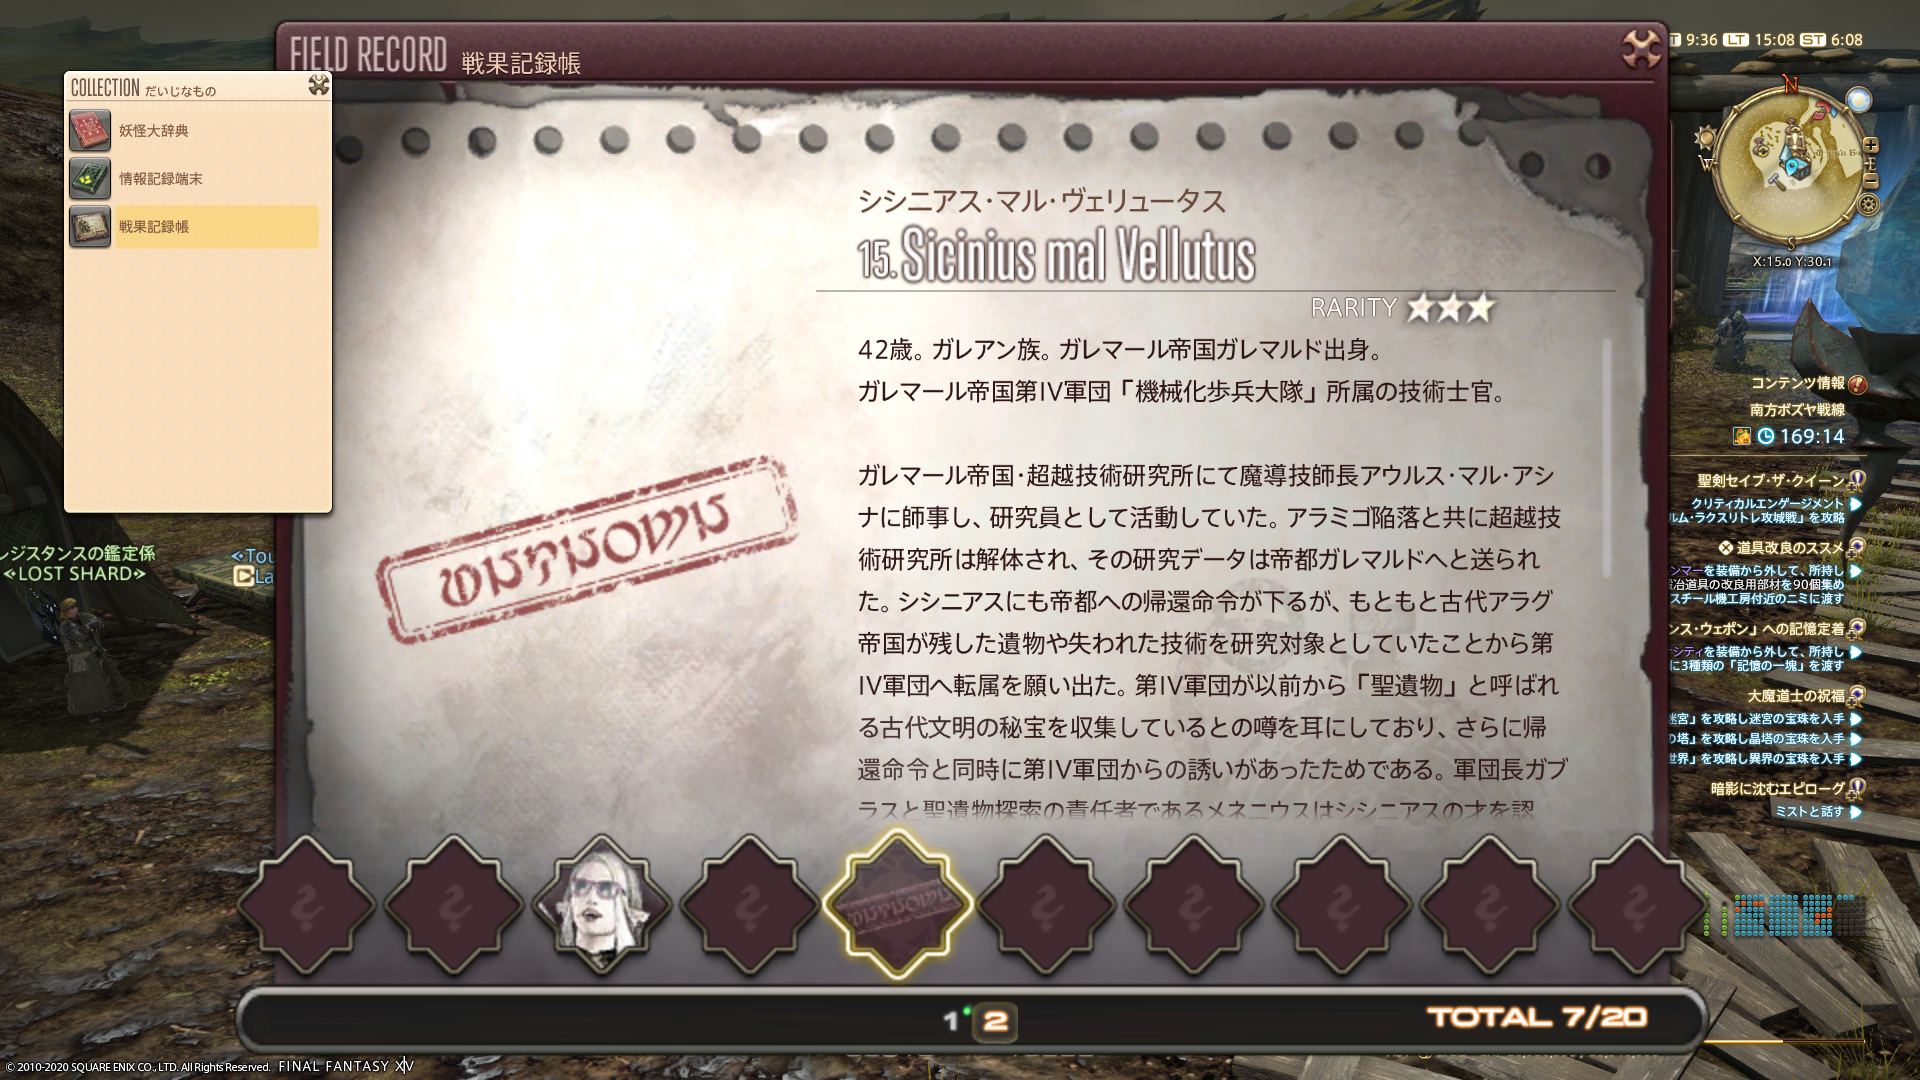 FIELD RECORD 戦果記録帳
COLLECTION だいじなもの
妖怪大辞典
情報記録端末
戦果記録帳
シシニアス・マル・ヴェリュータス
15. Sicinius mal Vellutus
RARITY ★★★
42歳。ガレアン族。ガレマール帝国ガレマルド出身。
ガレマール帝国第IV軍団「機械化歩兵大隊」所属の技術士官。
ガレマール帝国・超越技術研究所にて魔導技師長アウルス・マル・アシ
ナに師事し、研究員として活動していた。アラミゴ陥落と共に超越技
術研究所は解体され、その研究データは帝都ガレマルドへと送られ
た。シシニアスにも帝都への帰還命令が下るが、もともと古代アラグ
帝国が残した遺物や失われた技術を研究対象としていたことから第
IV軍団へ転属を願い出た。第IV軍団が以前から「聖遺物」と呼ばれ
る古代文明の秘宝を収集しているとの噂を耳にしており、さらに帰
還命令と同時に第IV軍団からの誘いがあったためである。軍団長ガブ
ラスと聖遺物探索の責任者であるメネニウスはシシニアスの才を認
1 2
TOTAL 7/20
レジスタンスの鑑定係
«LOST SHARD»
«Tou
La
T 9:36 LT 15:08 ST 6:08
N
W
E
S
X:15.0 Y:30.1
コンテンツ情報
南方ボズヤ戦線
169:14
聖剣セイブ・ザ・クイーン
クリティカルエンゲージメント
ルム・ラクスリトレ攻城戦」を攻略
道具改良のススメ
ンマーを装備から外して、所持し
冶道具の改良用部材を90個集め
スチール機工房付近のニミに渡す
ンス・ウェポン」への記憶定着
ーシティを装備から外して、所持し
に3種類の「記憶の一塊」を渡す
大魔道士の祝福
迷宮」を攻略し迷宮の宝珠を入手
の塔」を攻略し晶塔の宝珠を入手
世界」を攻略し異界の宝珠を入手
暗影に沈むエピローグ
ミストと話す
© 2010-2020 SQUARE ENIX CO., LTD. All Rights Reserved. FINAL FANTASY XIV